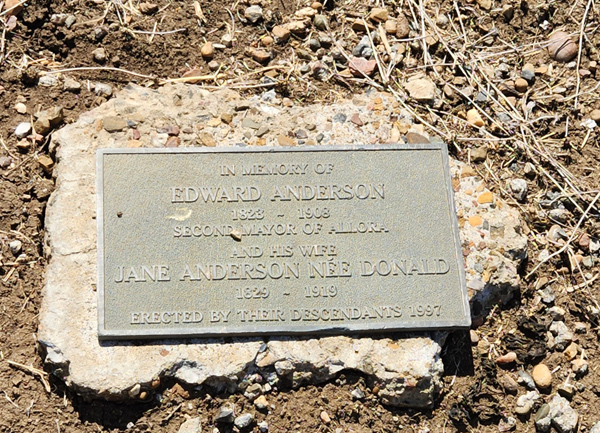 IN MEMORY OF
EDWARD ANDERSON
1823 - 1908
SECOND MAYOR OF ALLORA
AND HIS WIFE
JANE ANDERSON NÈE DONALD
1829 - 1919
ERECTED BY THEIR DESCENDANTS 1997